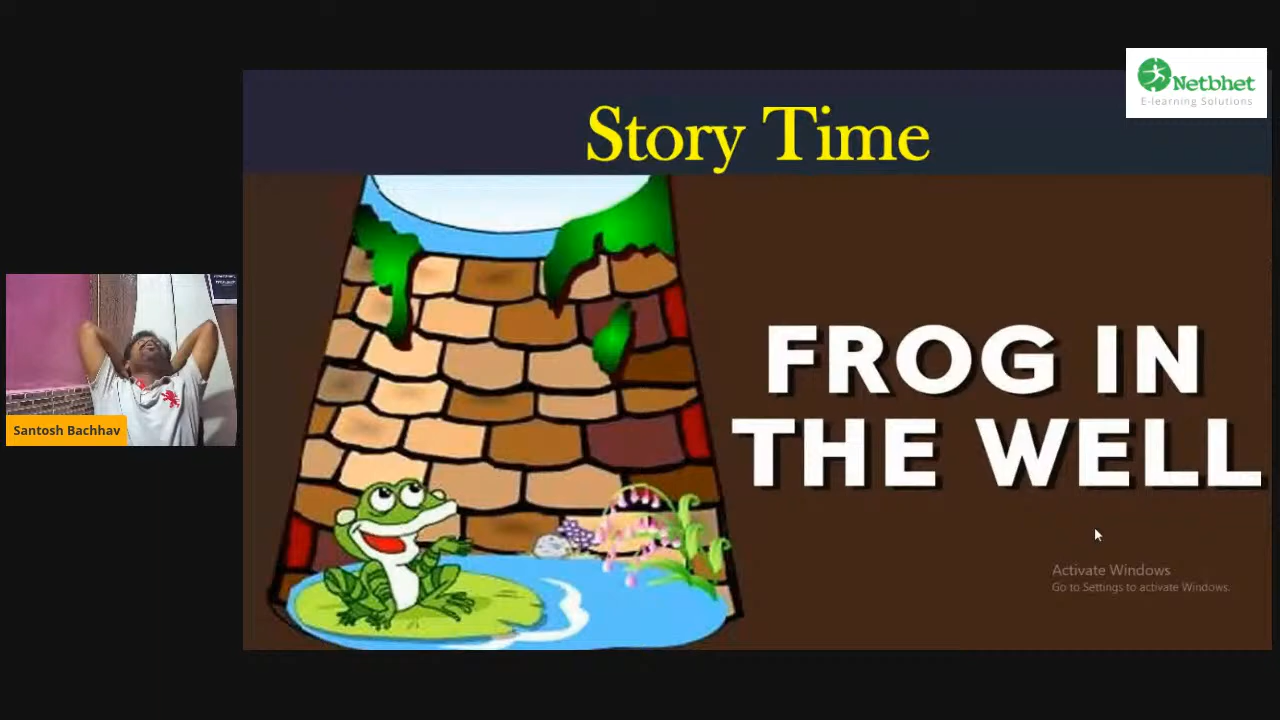 Netbhet
E-learning Solutions
Story Time
FROG IN
THE WELL
Santosh Bachhav
Activate Windows
Go to Settings to activate Windows.